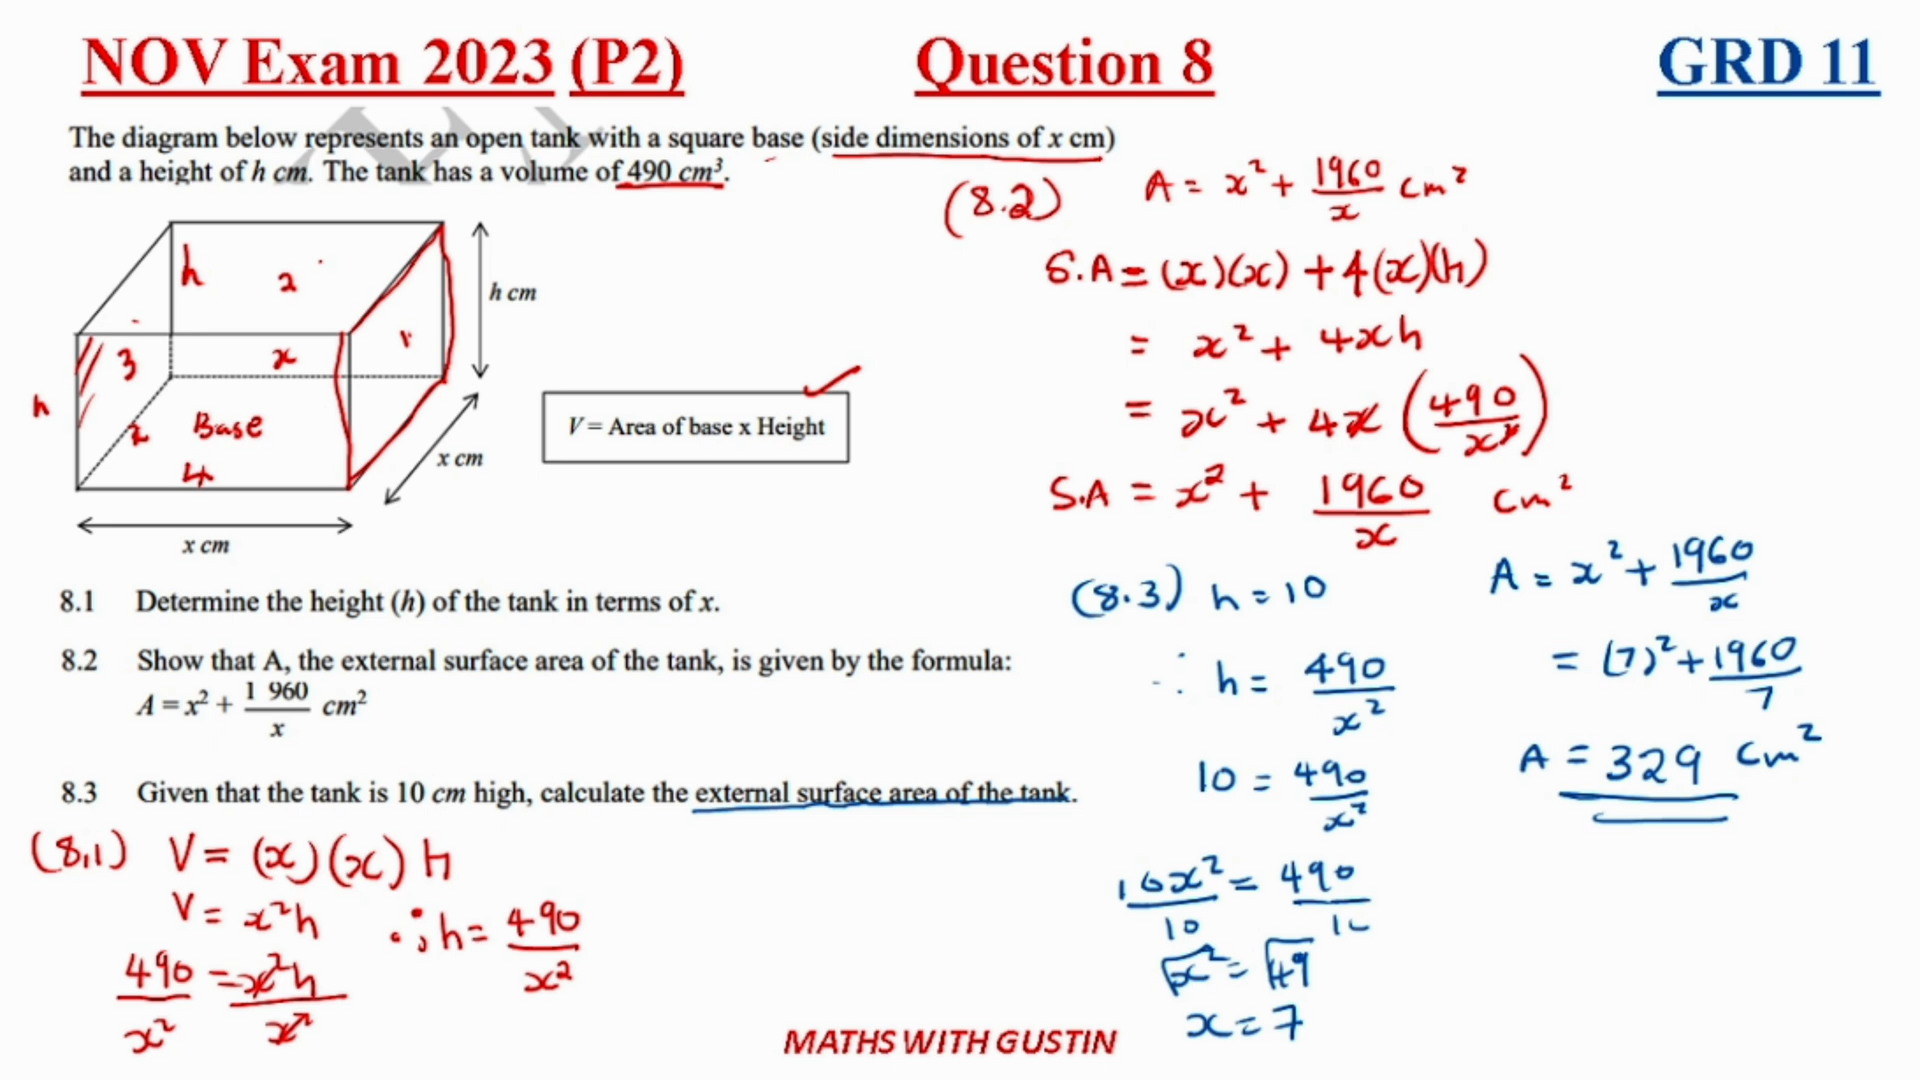 NOV Exam 2023 (P2) Question 8 GRD 11
The diagram below represents an open tank with a square base (side dimensions of x cm)
and a height of h cm. The tank has a volume of 490 cm³.
h
2
h cm
3
x
1
h
x
Base
4
x cm
x cm
V = Area of base x Height
8.1 Determine the height (h) of the tank in terms of x.
8.2 Show that A, the external surface area of the tank, is given by the formula:
A = x² + 1 960/x cm²
8.3 Given that the tank is 10 cm high, calculate the external surface area of the tank.
(8.1) V = (x)(x) h
V = x²h
490/x² = x²h/x²
∴ h = 490/x²
(8.2) A = x² + 1960/x cm²
S.A = (x)(x) + 4(x)(h)
= x² + 4xh
= x² + 4x (490/x²)
S.A = x² + 1960/x cm²
(8.3) h = 10
∴ h = 490/x²
10 = 490/x²
10x²/10 = 490/10
√x² = √49
x = 7
A = x² + 1960/x
= (7)² + 1960/7
A = 329 cm²
MATHS WITH GUSTIN